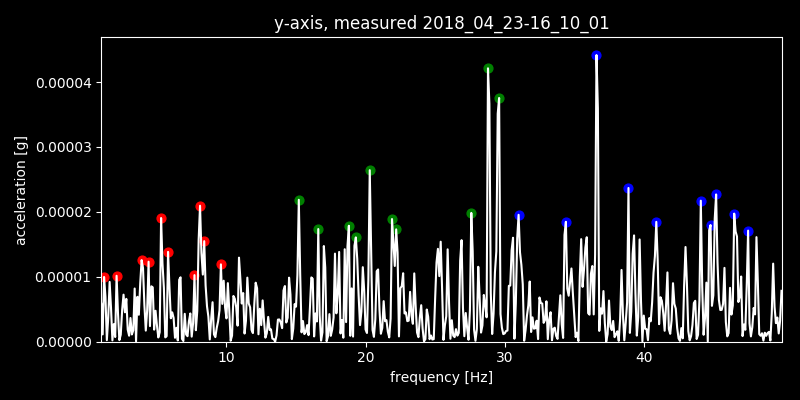 y-axis, measured 2018_04_23-16_10_01
acceleration [g]
0.00004
0.00003
0.00002
0.00001
0.00000
10 20 30 40
frequency [Hz]